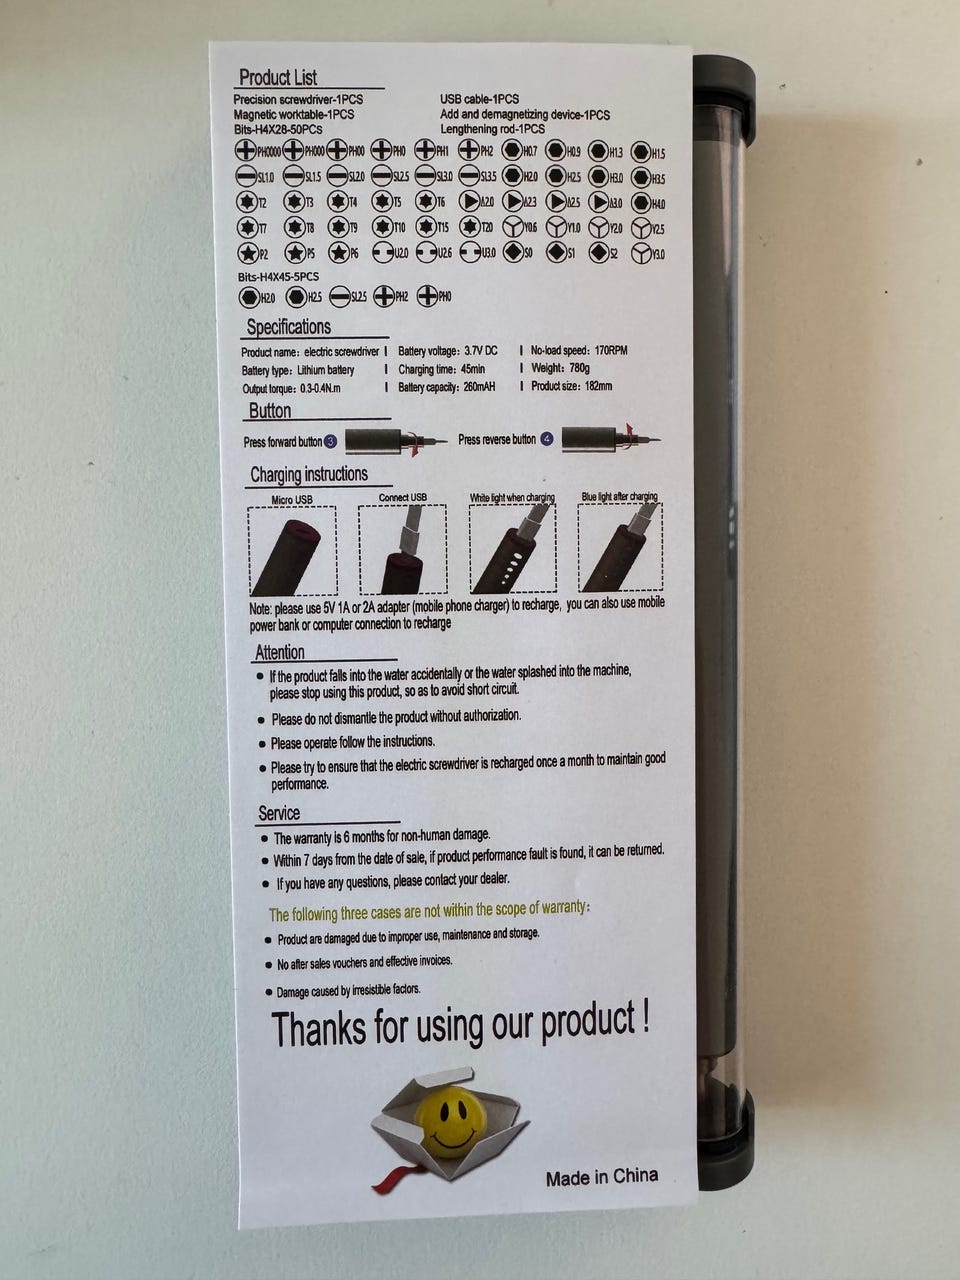 Product List
Precision screwdriver-1PCS USB cable-1PCS
Magnetic worktable-1PCS Add and demagnetizing device-1PCS
Bits-H4X28-50PCS Lengthening rod-1PCS
PH0000 PH000 PH00 PH0 PH1 PH2 H0.7 H0.9 H1.3 H1.5
SL1.0 SL1.5 SL2.0 SL2.5 SL3.0 SL3.5 H2.0 H2.5 H3.0 H3.5
T2 T3 T4 T5 T6 Δ2.0 Δ2.3 Δ2.5 Δ3.0 H4.0
T7 T8 T9 T10 T15 T20 Y0.6 Y1.0 Y2.0 Y2.5
P2 P5 P6 U2.0 U2.6 U3.0 S0 S1 S2 Y3.0
Bits-H4X45-5PCS
H2.0 H2.5 SL2.5 PH2 PH0
Specifications
Product name: electric screwdriver | Battery voltage: 3.7V DC | No-load speed: 170RPM
Battery type: Lithium battery | Charging time: 45min | Weight: 780g
Output torque: 0.3-0.4N.m | Battery capacity: 260mAH | Product size: 182mm
Button
Press forward button 3 Press reverse button 4
Charging instructions
Micro USB Connect USB White light when charging Blue light after charging
Note: please use 5V 1A or 2A adapter (mobile phone charger) to recharge, you can also use mobile
power bank or computer connection to recharge
Attention
● If the product falls into the water accidentally or the water splashed into the machine,
please stop using this product, so as to avoid short circuit.
● Please do not dismantle the product without authorization.
● Please operate follow the instructions.
● Please try to ensure that the electric screwdriver is recharged once a month to maintain good
performance.
Service
● The warranty is 6 months for non-human damage.
● Within 7 days from the date of sale, if product performance fault is found, it can be returned.
● If you have any questions, please contact your dealer.
The following three cases are not within the scope of warranty:
● Product are damaged due to improper use, maintenance and storage.
● No after sales vouchers and effective invoices.
● Damage caused by irresistible factors.
Thanks for using our product !
Made in China